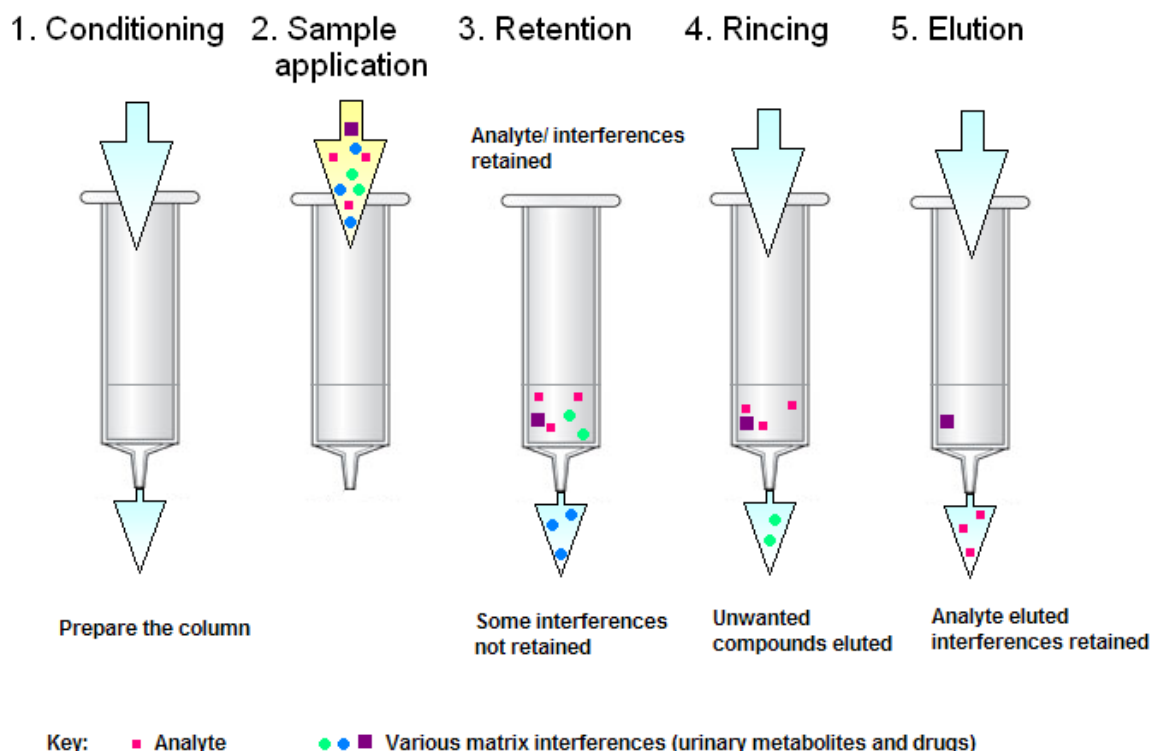 1. Conditioning
2. Sample
application
3. Retention
4. Rincing
5. Elution
Analyte/ interferences
retained
Prepare the column
Some interferences
not retained
Unwanted
compounds eluted
Analyte eluted
interferences retained
Key:
Analyte
Various matrix interferences (urinary metabolites and drugs)